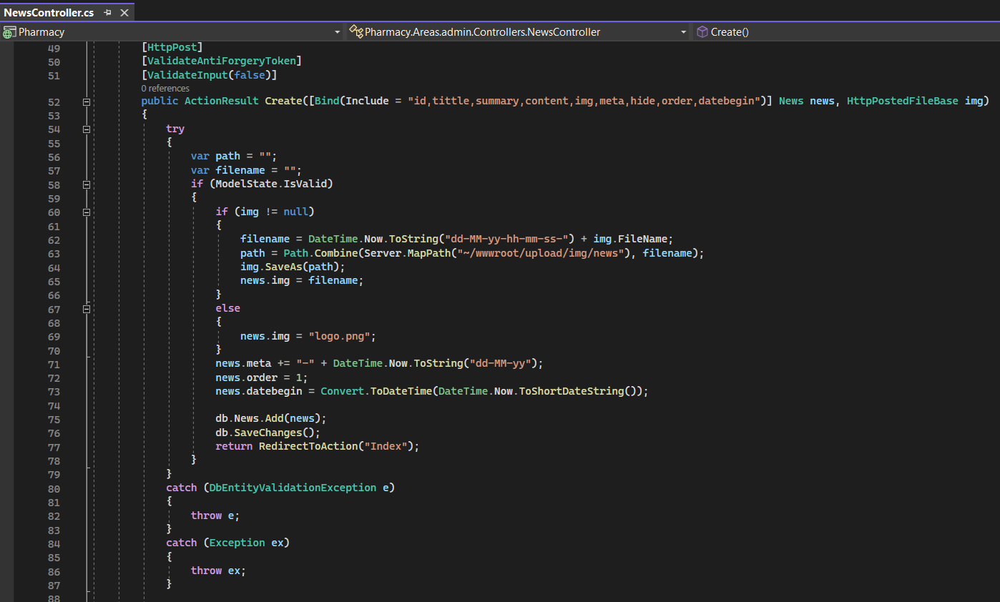 NewsController.cs
Pharmacy Pharmacy.Areas.admin.Controllers.NewsController Create()
49 [HttpPost]
50 [ValidateAntiForgeryToken]
51 [ValidateInput(false)]
0 references
52 public ActionResult Create([Bind(Include = "id,tittle,summary,content,img,meta,hide,order,datebegin")] News news, HttpPostedFileBase img)
53 {
54 try
55 {
56 var path = "";
57 var filename = "";
58 if (ModelState.IsValid)
59 {
60 if (img != null)
61 {
62 filename = DateTime.Now.ToString("dd-MM-yy-hh-mm-ss-") + img.FileName;
63 path = Path.Combine(Server.MapPath("~/wwwroot/upload/img/news"), filename);
64 img.SaveAs(path);
65 news.img = filename;
66 }
67 else
68 {
69 news.img = "logo.png";
70 }
71 news.meta += "-" + DateTime.Now.ToString("dd-MM-yy");
72 news.order = 1;
73 news.datebegin = Convert.ToDateTime(DateTime.Now.ToShortDateString());
74
75 db.News.Add(news);
76 db.SaveChanges();
77 return RedirectToAction("Index");
78 }
79 }
80 catch (DbEntityValidationException e)
81 {
82 throw e;
83 }
84 catch (Exception ex)
85 {
86 throw ex;
87 }
88